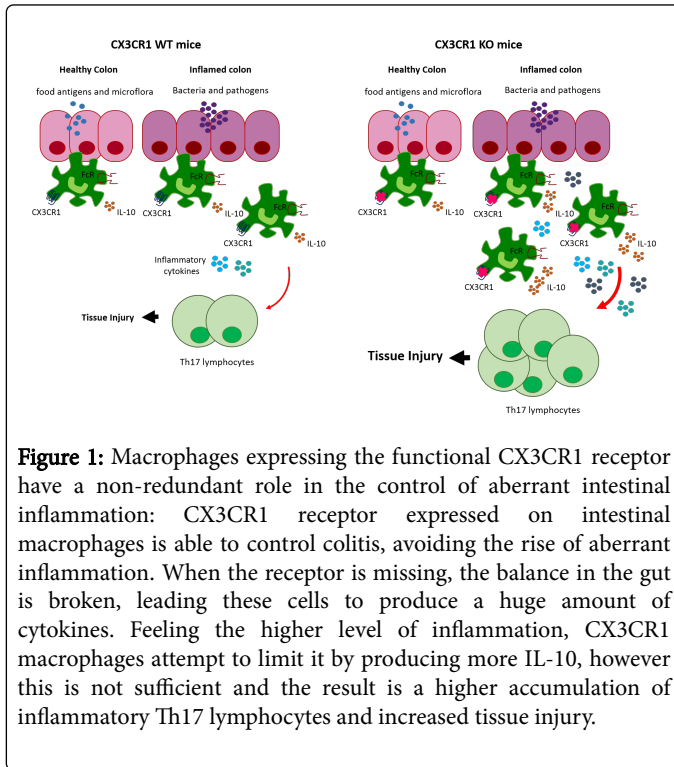 CX3CR1 WT mice
Healthy Colon
Inflamed colon
food antigens and microflora
Bacteria and pathogens
FcR
CX3CR1
IL-10
FcR
CX3CR1
IL-10
FcR
CX3CR1
IL-10
Inflammatory
cytokines
Tissue Injury
Th17 lymphocytes
CX3CR1 KO mice
Healthy Colon
Inflamed colon
food antigens and microflora
Bacteria and pathogens
FcR
CX3CR1
IL-10
FcR
CX3CR1
IL-10
FcR
CX3CR1
IL-10
FcR
CX3CR1
IL-10
Tissue Injury
Th17 lymphocytes
Figure 1: Macrophages expressing the functional CX3CR1 receptor
have a non-redundant role in the control of aberrant intestinal
inflammation: CX3CR1 receptor expressed on intestinal
macrophages is able to control colitis, avoiding the rise of aberrant
inflammation. When the receptor is missing, the balance in the gut
is broken, leading these cells to produce a huge amount of
cytokines. Feeling the higher level of inflammation, CX3CR1
macrophages attempt to limit it by producing more IL-10, however
this is not sufficient and the result is a higher accumulation of
inflammatory Th17 lymphocytes and increased tissue injury.